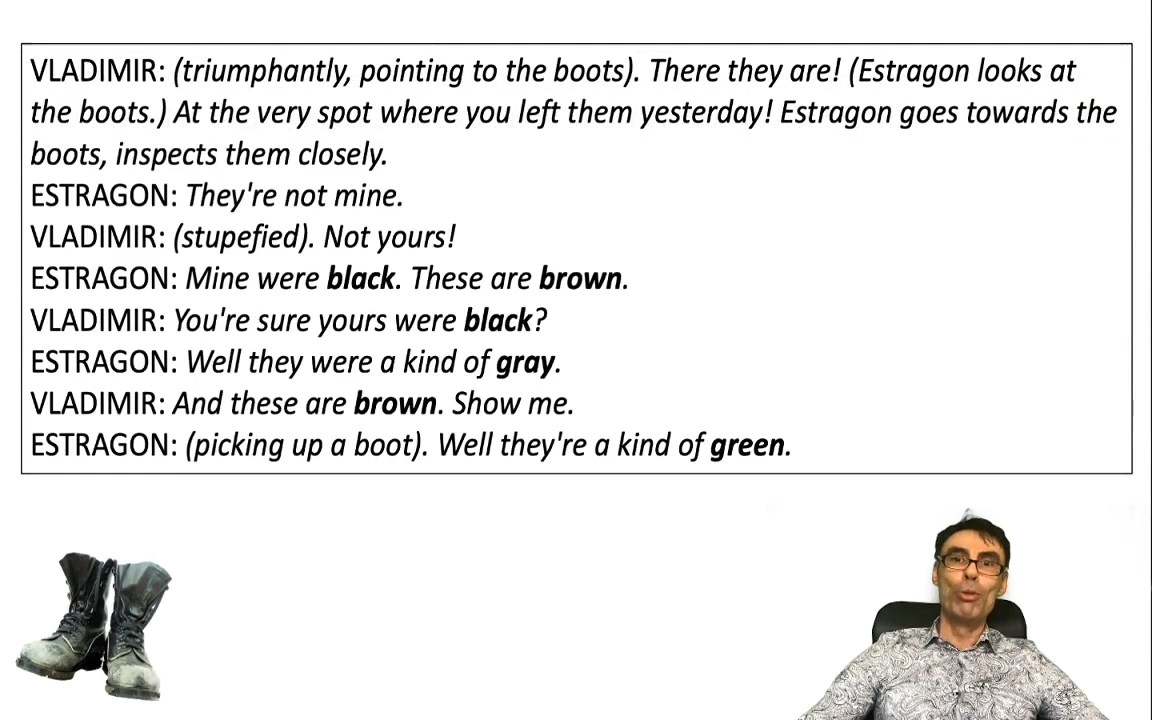 VLADIMIR: (triumphantly, pointing to the boots). There they are! (Estragon looks at
the boots.) At the very spot where you left them yesterday! Estragon goes towards the
boots, inspects them closely.
ESTRAGON: They're not mine.
VLADIMIR: (stupefied). Not yours!
ESTRAGON: Mine were black. These are brown.
VLADIMIR: You're sure yours were black?
ESTRAGON: Well they were a kind of gray.
VLADIMIR: And these are brown. Show me.
ESTRAGON: (picking up a boot). Well they're a kind of green.